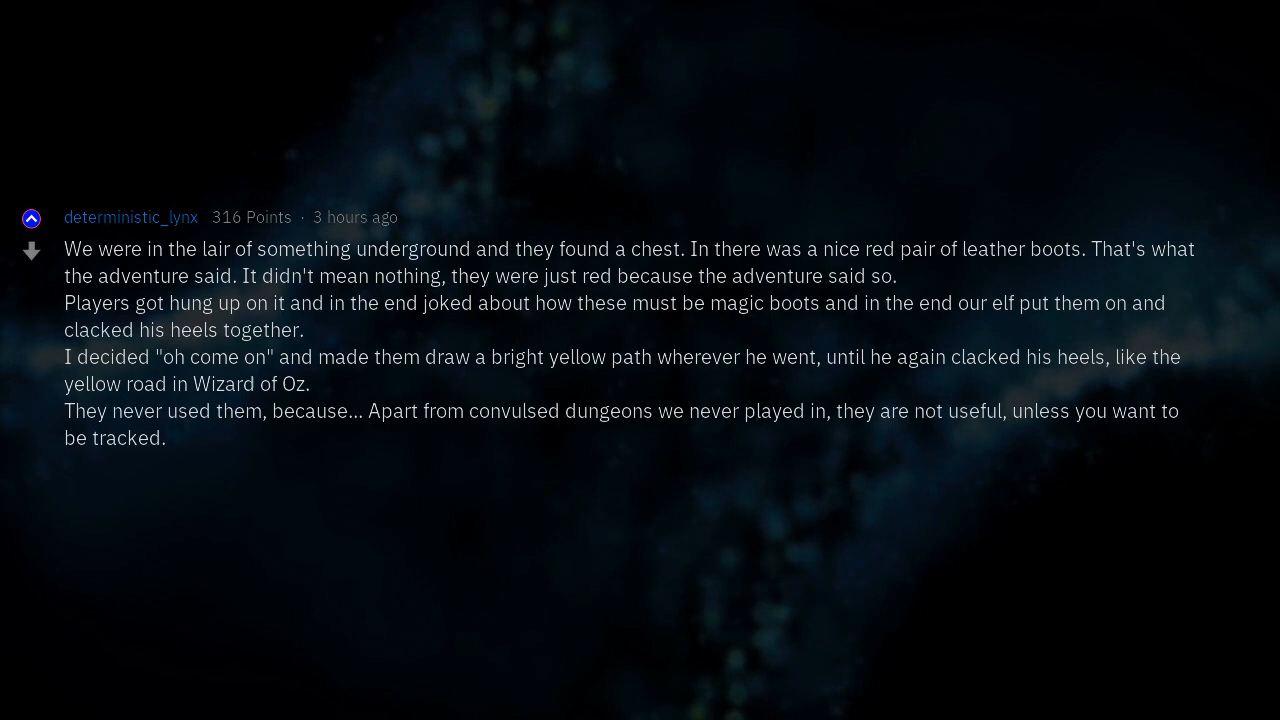 deterministic_lynx 316 Points · 3 hours ago
We were in the lair of something underground and they found a chest. In there was a nice red pair of leather boots. That's what
the adventure said. It didn't mean nothing, they were just red because the adventure said so.
Players got hung up on it and in the end joked about how these must be magic boots and in the end our elf put them on and
clacked his heels together.
I decided "oh come on" and made them draw a bright yellow path wherever he went, until he again clacked his heels, like the
yellow road in Wizard of Oz.
They never used them, because... Apart from convulsed dungeons we never played in, they are not useful, unless you want to
be tracked.